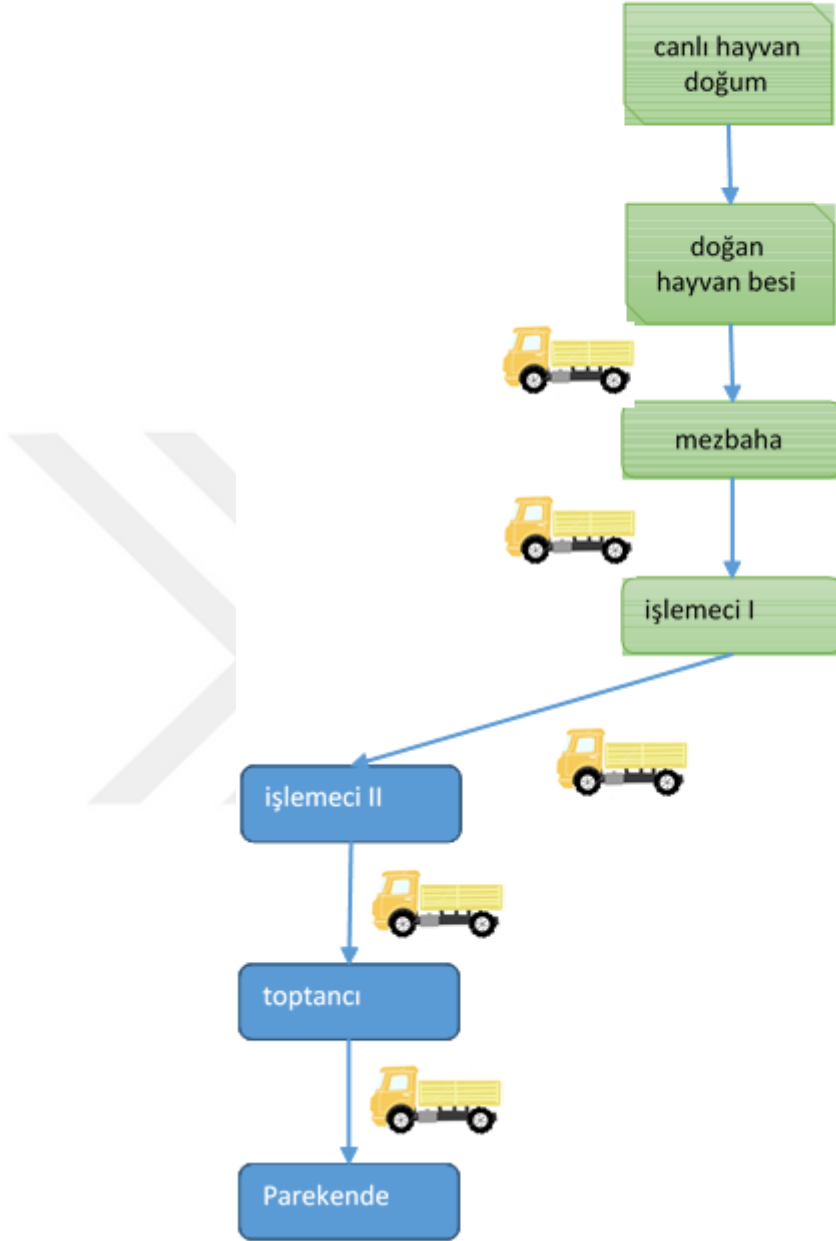 canlı hayvan
doğum
doğan
hayvan besi
mezbaha
işlemeci I
işlemeci II
toptancı
Parekende